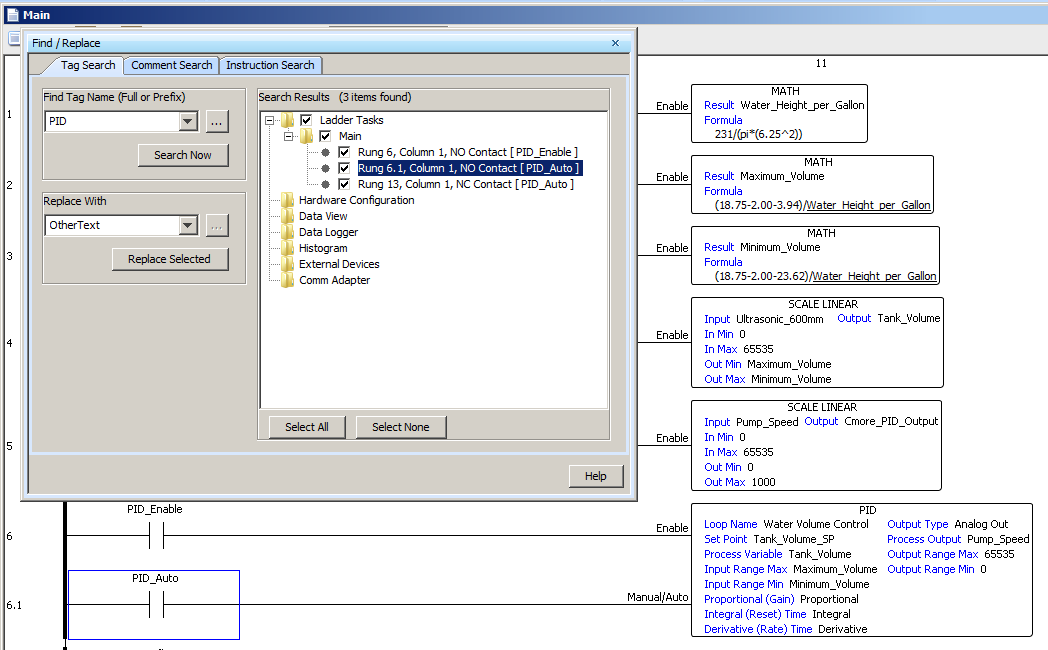 Main
Find / Replace
Tag Search Comment Search Instruction Search
Find Tag Name (Full or Prefix)
PID
...
Search Now
Replace With
OtherText
...
Replace Selected
Search Results (3 items found)
Ladder Tasks
Main
Rung 6, Column 1, NO Contact [ PID_Enable ]
Rung 6.1, Column 1, NO Contact [ PID_Auto ]
Rung 13, Column 1, NC Contact [ PID_Auto ]
Hardware Configuration
Data View
Data Logger
Histogram
External Devices
Comm Adapter
Select All Select None
Help
11
1
Enable
MATH
Result Water_Height_per_Gallon
Formula
231/(pi*(6.25^2))
2
Enable
MATH
Result Maximum_Volume
Formula
(18.75-2.00-3.94)/Water_Height_per_Gallon
3
Enable
MATH
Result Minimum_Volume
Formula
(18.75-2.00-23.62)/Water_Height_per_Gallon
4
Enable
SCALE LINEAR
Input Ultrasonic_600mm Output Tank_Volume
In Min 0
In Max 65535
Out Min Maximum_Volume
Out Max Minimum_Volume
5
Enable
SCALE LINEAR
Input Pump_Speed Output Cmore_PID_Output
In Min 0
In Max 65535
Out Min 0
Out Max 1000
6
PID_Enable
Enable
PID
Loop Name Water Volume Control Output Type Analog Out
Set Point Tank_Volume_SP Process Output Pump_Speed
Process Variable Tank_Volume Output Range Max 65535
Input Range Max Maximum_Volume Output Range Min 0
Input Range Min Minimum_Volume
Proportional (Gain) Proportional
Integral (Reset) Time Integral
Derivative (Rate) Time Derivative
6.1
PID_Auto
Manual/Auto